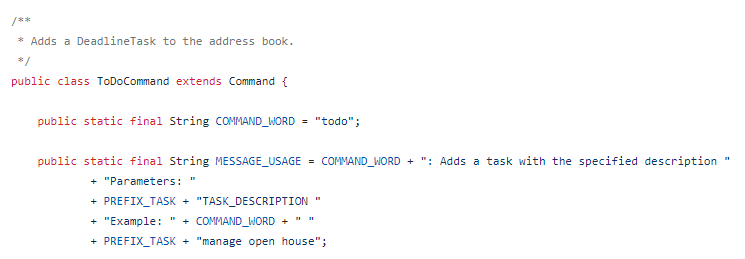 /**
 * Adds a DeadlineTask to the address book.
 */
public class ToDoCommand extends Command {
    public static final String COMMAND_WORD = "todo";
    public static final String MESSAGE_USAGE = COMMAND_WORD + ": Adds a task with the specified description "
            + "Parameters: "
            + PREFIX_TASK + "TASK_DESCRIPTION "
            + "Example: " + COMMAND_WORD + " "
            + PREFIX_TASK + "manage open house";